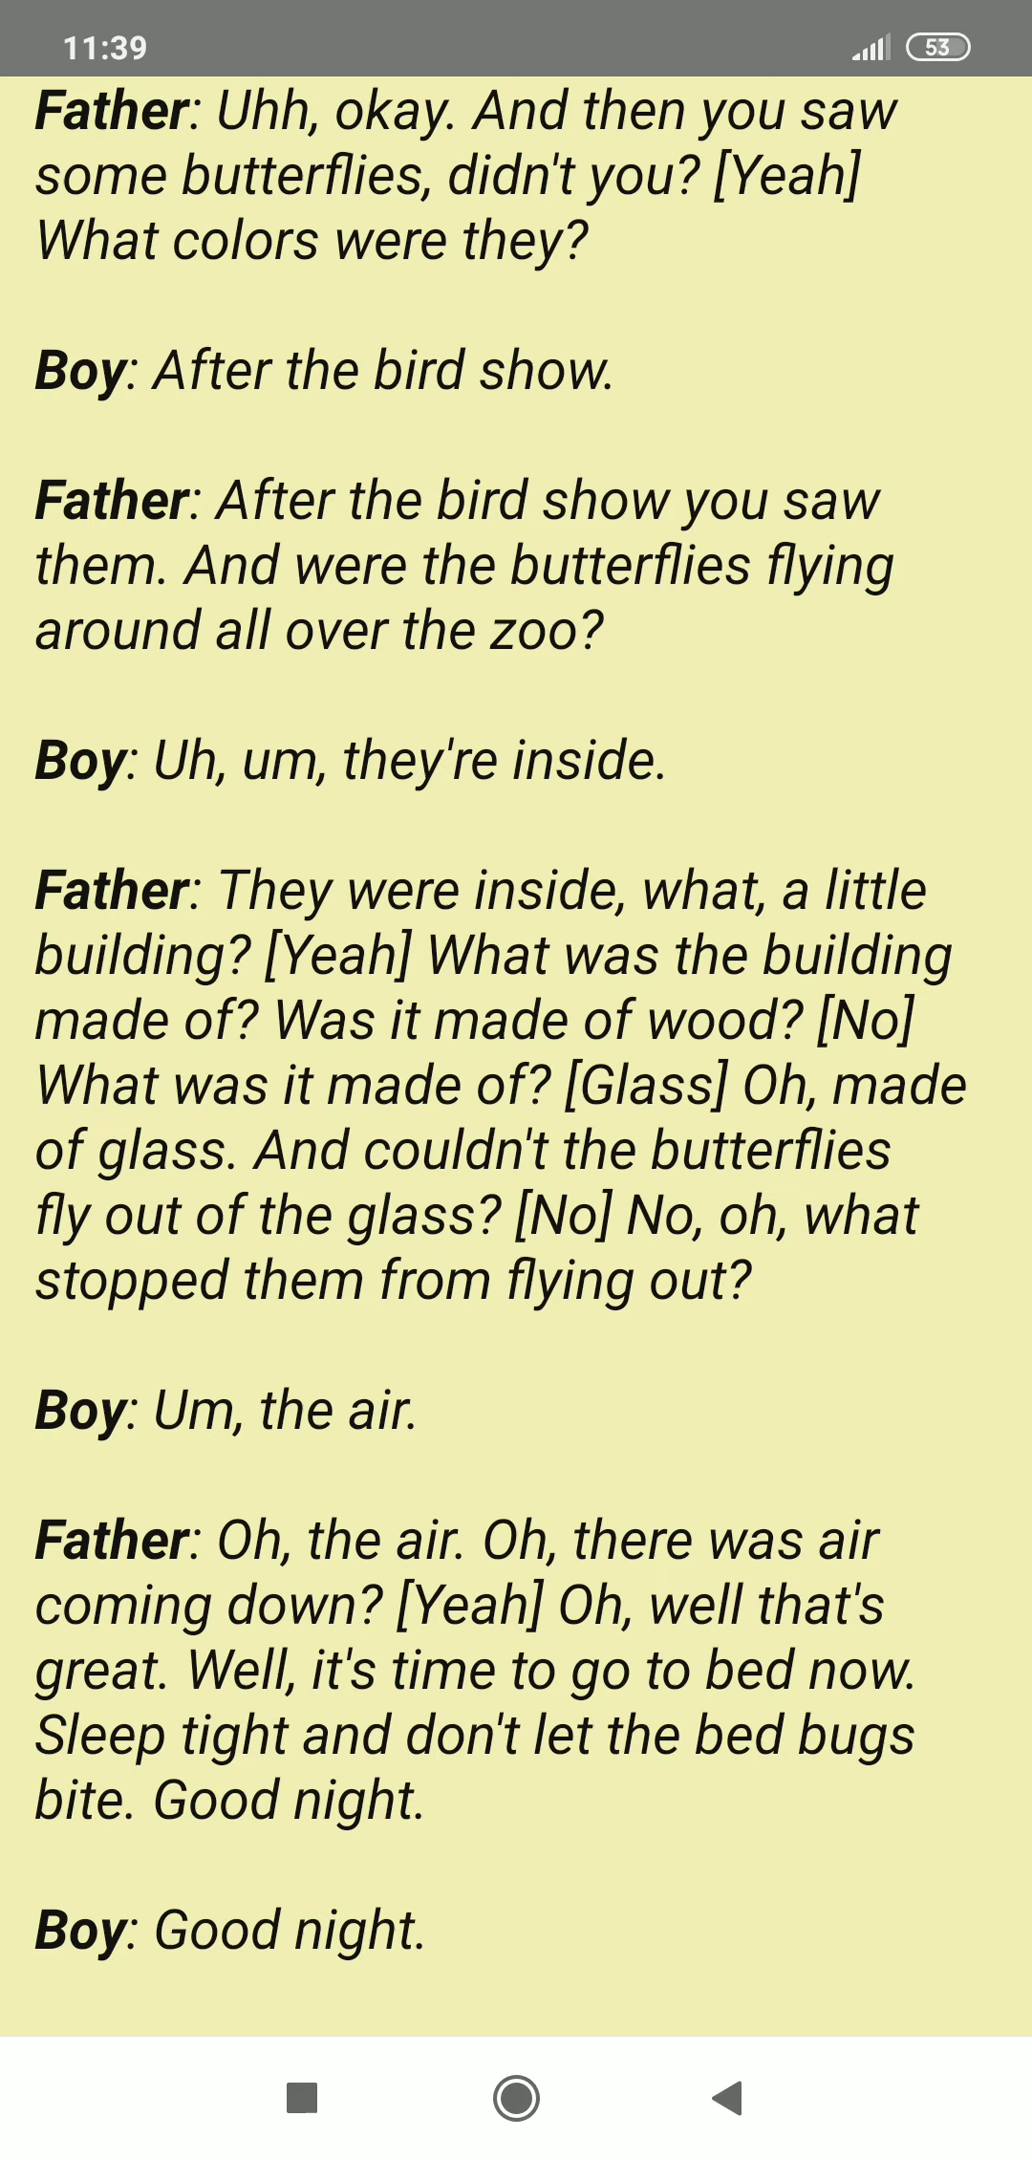 11:39
53
Father: Uhh, okay. And then you saw
some butterflies, didn't you? [Yeah]
What colors were they?
Boy: After the bird show.
Father: After the bird show you saw
them. And were the butterflies flying
around all over the zoo?
Boy: Uh, um, they're inside.
Father: They were inside, what, a little
building? [Yeah] What was the building
made of? Was it made of wood? [No]
What was it made of? [Glass] Oh, made
of glass. And couldn't the butterflies
fly out of the glass? [No] No, oh, what
stopped them from flying out?
Boy: Um, the air.
Father: Oh, the air. Oh, there was air
coming down? [Yeah] Oh, well that's
great. Well, it's time to go to bed now.
Sleep tight and don't let the bed bugs
bite. Good night.
Boy: Good night.